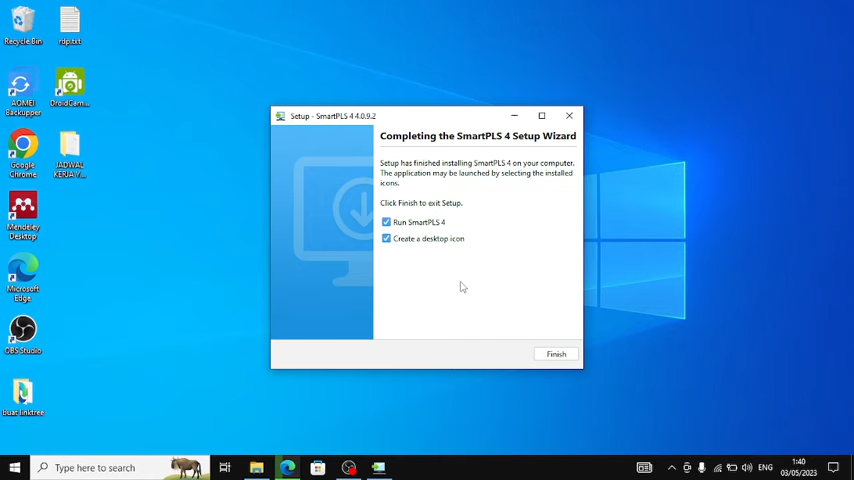 Recycle Bin
rdp.txt
AOMEI
Backupper
DroidCam...
Google
Chrome
JADWAL
KERJA Y...
Mendeley
Desktop
Microsoft
Edge
OBS Studio
buat linktree
Setup - SmartPLS 4 4.0.9.2
Completing the SmartPLS 4 Setup Wizard
Setup has finished installing SmartPLS 4 on your computer.
The application may be launched by selecting the installed
icons.
Click Finish to exit Setup.
Run SmartPLS 4
Create a desktop icon
Finish
Type here to search
ENG
1:40
03/05/2023